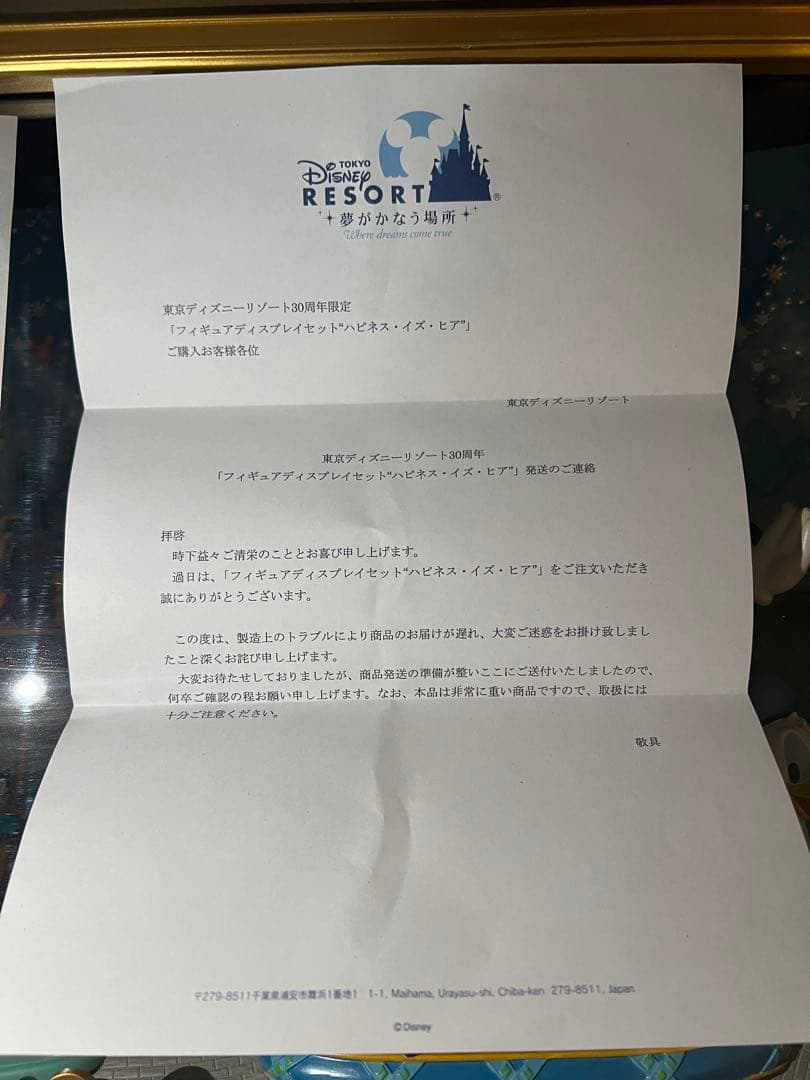 TOKYO
Disney
RESORT®
夢がかなう場所
Where dreams come true
東京ディズニーリゾート30周年限定
「フィギュアディスプレイセット“ハピネス・イズ・ヒア”」
ご購入お客様各位
東京ディズニーリゾート
東京ディズニーリゾート30周年
「フィギュアディスプレイセット“ハピネス・イズ・ヒア”」発送のご連絡
拝啓
時下益々ご清栄のこととお喜び申し上げます。
過日は、「フィギュアディスプレイセット“ハピネス・イズ・ヒア”」をご注文いただき
誠にありがとうございます。
この度は、製造上のトラブルにより商品のお届けが遅れ、大変ご迷惑をお掛け致しまし
たこと深くお詫び申し上げます。
大変お待たせしておりましたが、商品発送の準備が整いここにご送付いたしましたので、
何卒ご確認の程お願い申し上げます。なお、本品は非常に重い商品ですので、取扱には
十分ご注意ください。
敬具
〒279-8511千葉県浦安市舞浜1番地1 1-1, Maihama, Urayasu-shi, Chiba-ken 279-8511, Japan
©Disney